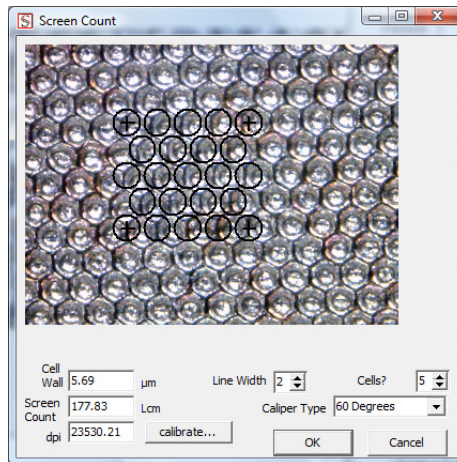 Screen Count
Cell Wall 5.69 µm Line Width 2 Cells? 5
Screen Count 177.83 Lcm Caliper Type 60 Degrees
dpi 23530.21 calibrate... OK Cancel